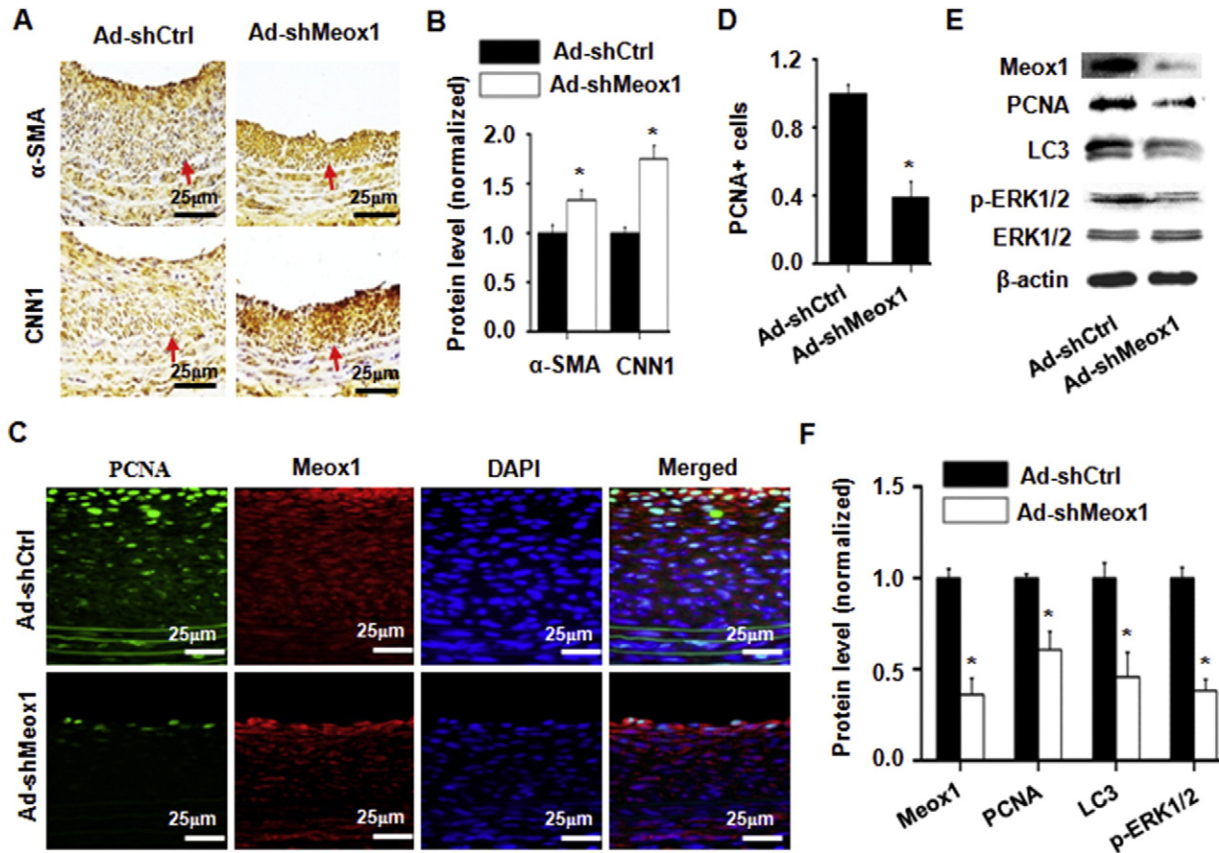 A
Ad-shCtrl
Ad-shMeox1
α-SMA
25μm
25μm
CNN1
25μm
25μm
B
Ad-shCtrl
Ad-shMeox1
Protein level (normalized)
2.0
1.5
1.0
0.5
0.0
*
*
α-SMA
CNN1
D
PCNA+ cells
1.2
0.8
0.4
0.0
*
Ad-shCtrl
Ad-shMeox1
E
Meox1
PCNA
LC3
p-ERK1/2
ERK1/2
β-actin
Ad-shCtrl
Ad-shMeox1
C
PCNA
Meox1
DAPI
Merged
Ad-shCtrl
25μm
25μm
25μm
25μm
Ad-shMeox1
25μm
25μm
25μm
25μm
F
Ad-shCtrl
Ad-shMeox1
Protein level (normalized)
1.5
1.0
0.5
0.0
*
*
*
*
Meox1
PCNA
LC3
p-ERK1/2